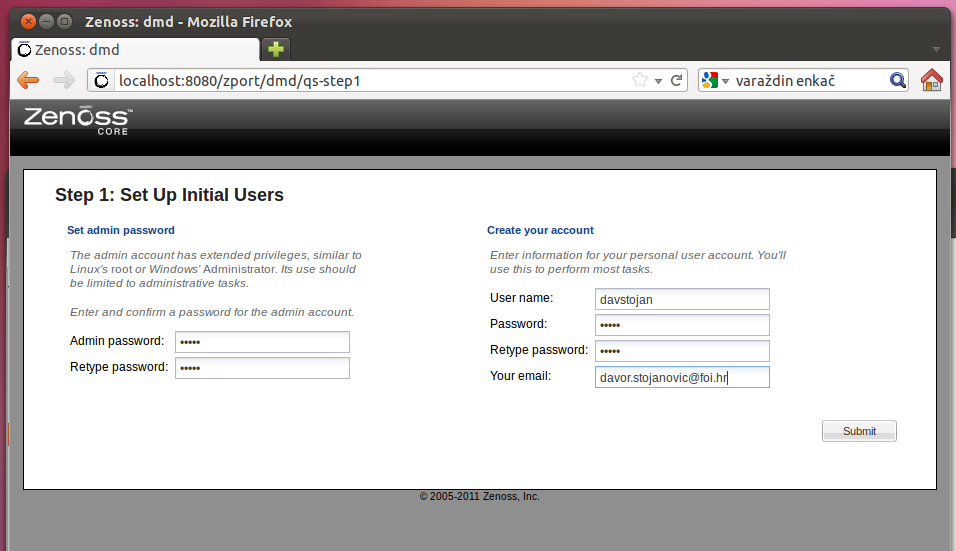 Zenoss: dmd - Mozilla Firefox
Zenoss: dmd
localhost:8080/zport/dmd/qs-step1
varaždin enkač
Zenoss™
CORE
Step 1: Set Up Initial Users
Set admin password
The admin account has extended privileges, similar to
Linux's root or Windows' Administrator. Its use should
be limited to administrative tasks.
Enter and confirm a password for the admin account.
Admin password: •••••
Retype password: •••••
Create your account
Enter information for your personal user account. You'll
use this to perform most tasks.
User name: davstojan
Password: •••••
Retype password: •••••
Your email: davor.stojanovic@foi.hr
Submit
© 2005-2011 Zenoss, Inc.